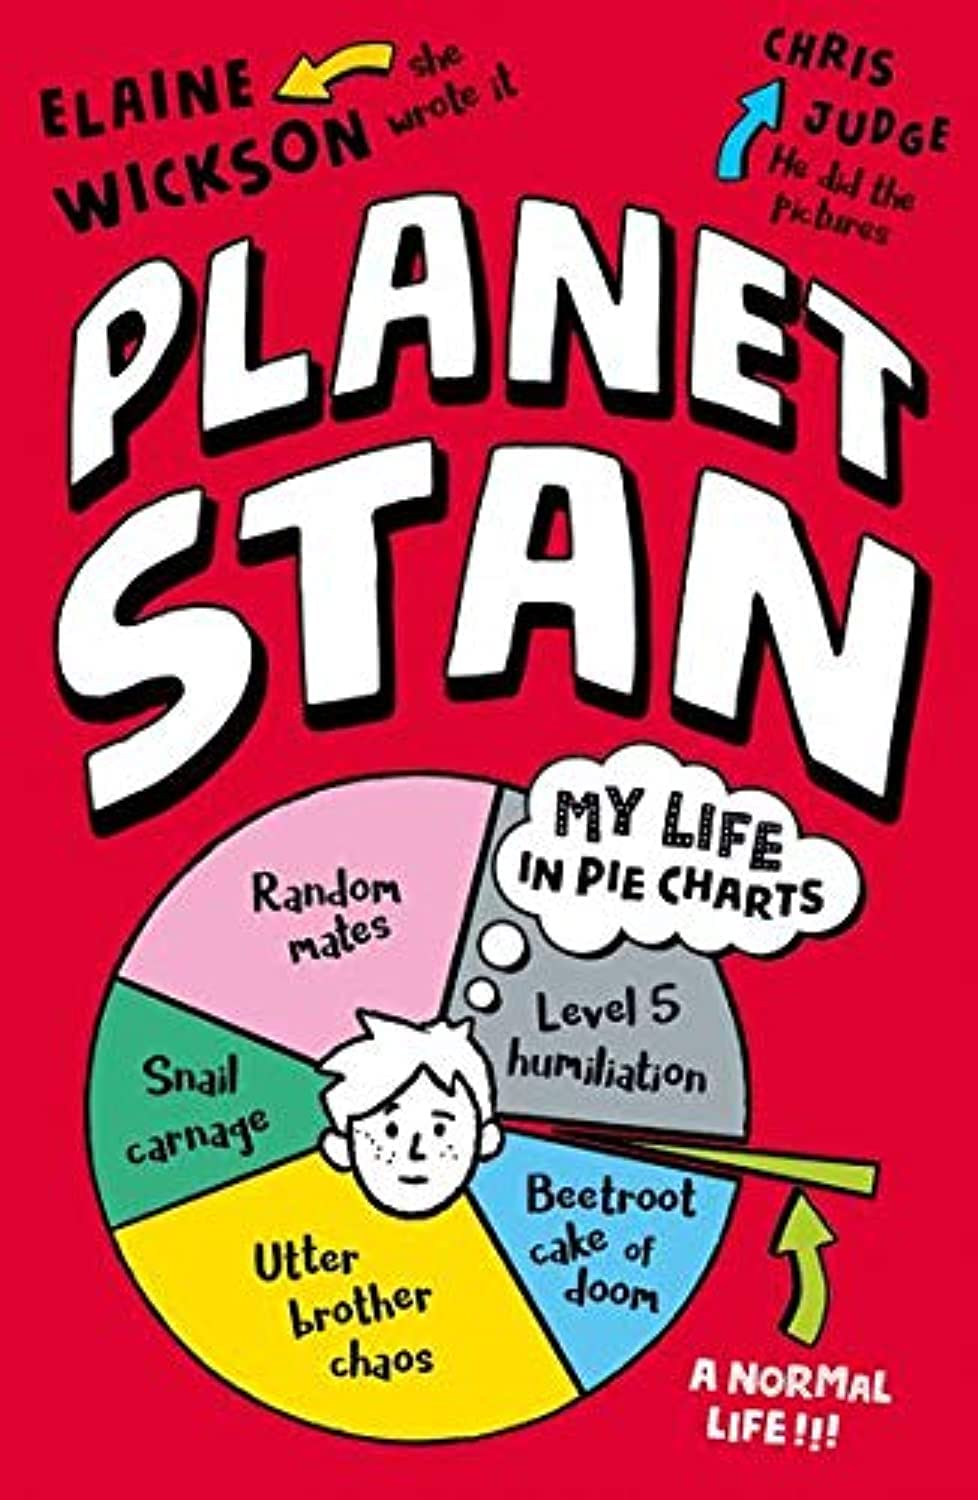 ELAINE
WICKSON
she
wrote it
CHRIS
JUDGE
He did the
pictures
PLANET
STAN
MY LIFE
IN PIE CHARTS
Random
mates
Level 5
humiliation
Snail
carnage
Beetroot
cake of
doom
Utter
brother
chaos
A NORMAL
LIFE!!!